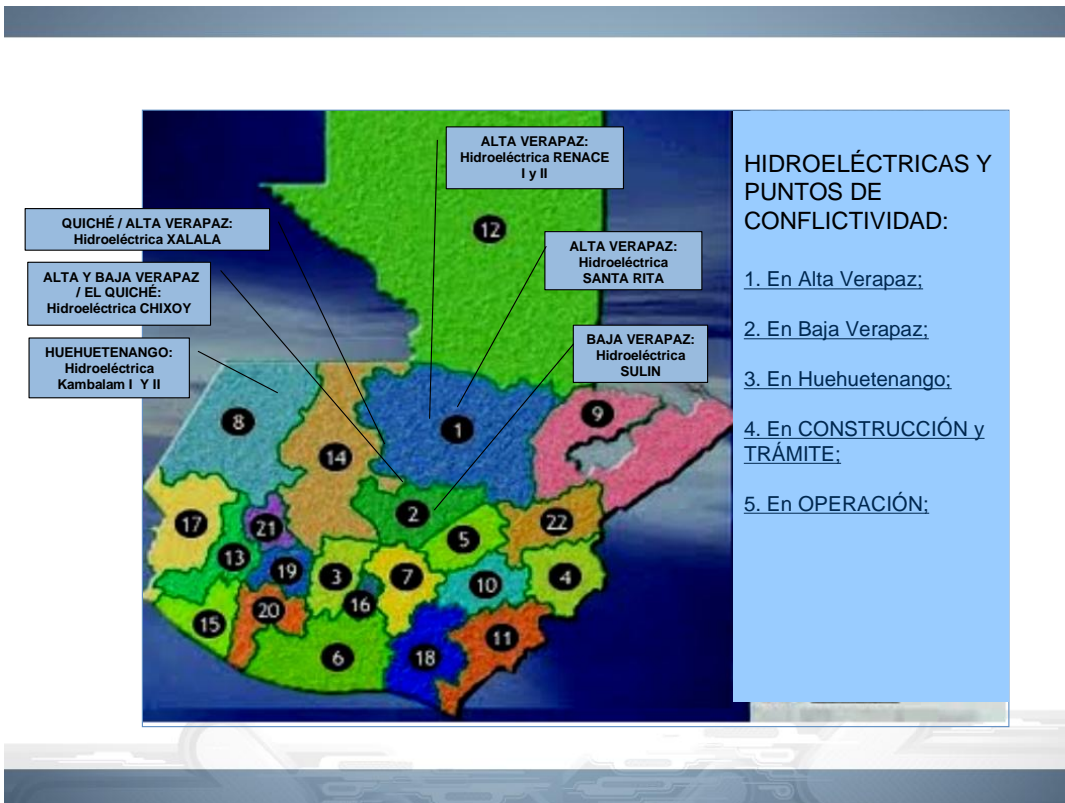 ALTA VERAPAZ:
Hidroeléctrica RENACE
I y II
QUICHÉ / ALTA VERAPAZ:
Hidroeléctrica XALALA
ALTA VERAPAZ:
Hidroeléctrica
SANTA RITA
ALTA Y BAJA VERAPAZ
/ EL QUICHÉ:
Hidroeléctrica CHIXOY
BAJA VERAPAZ:
Hidroeléctrica
SULIN
HUEHUETENANGO:
Hidroeléctrica
Kambalam I Y II
12
8
9
1
14
2
17
21
22
5
13
19
3
7
10
4
16
20
15
11
6
18
HIDROELÉCTRICAS Y
PUNTOS DE
CONFLICTIVIDAD:
1. En Alta Verapaz;
2. En Baja Verapaz;
3. En Huehuetenango;
4. En CONSTRUCCIÓN y
TRÁMITE;
5. En OPERACIÓN;